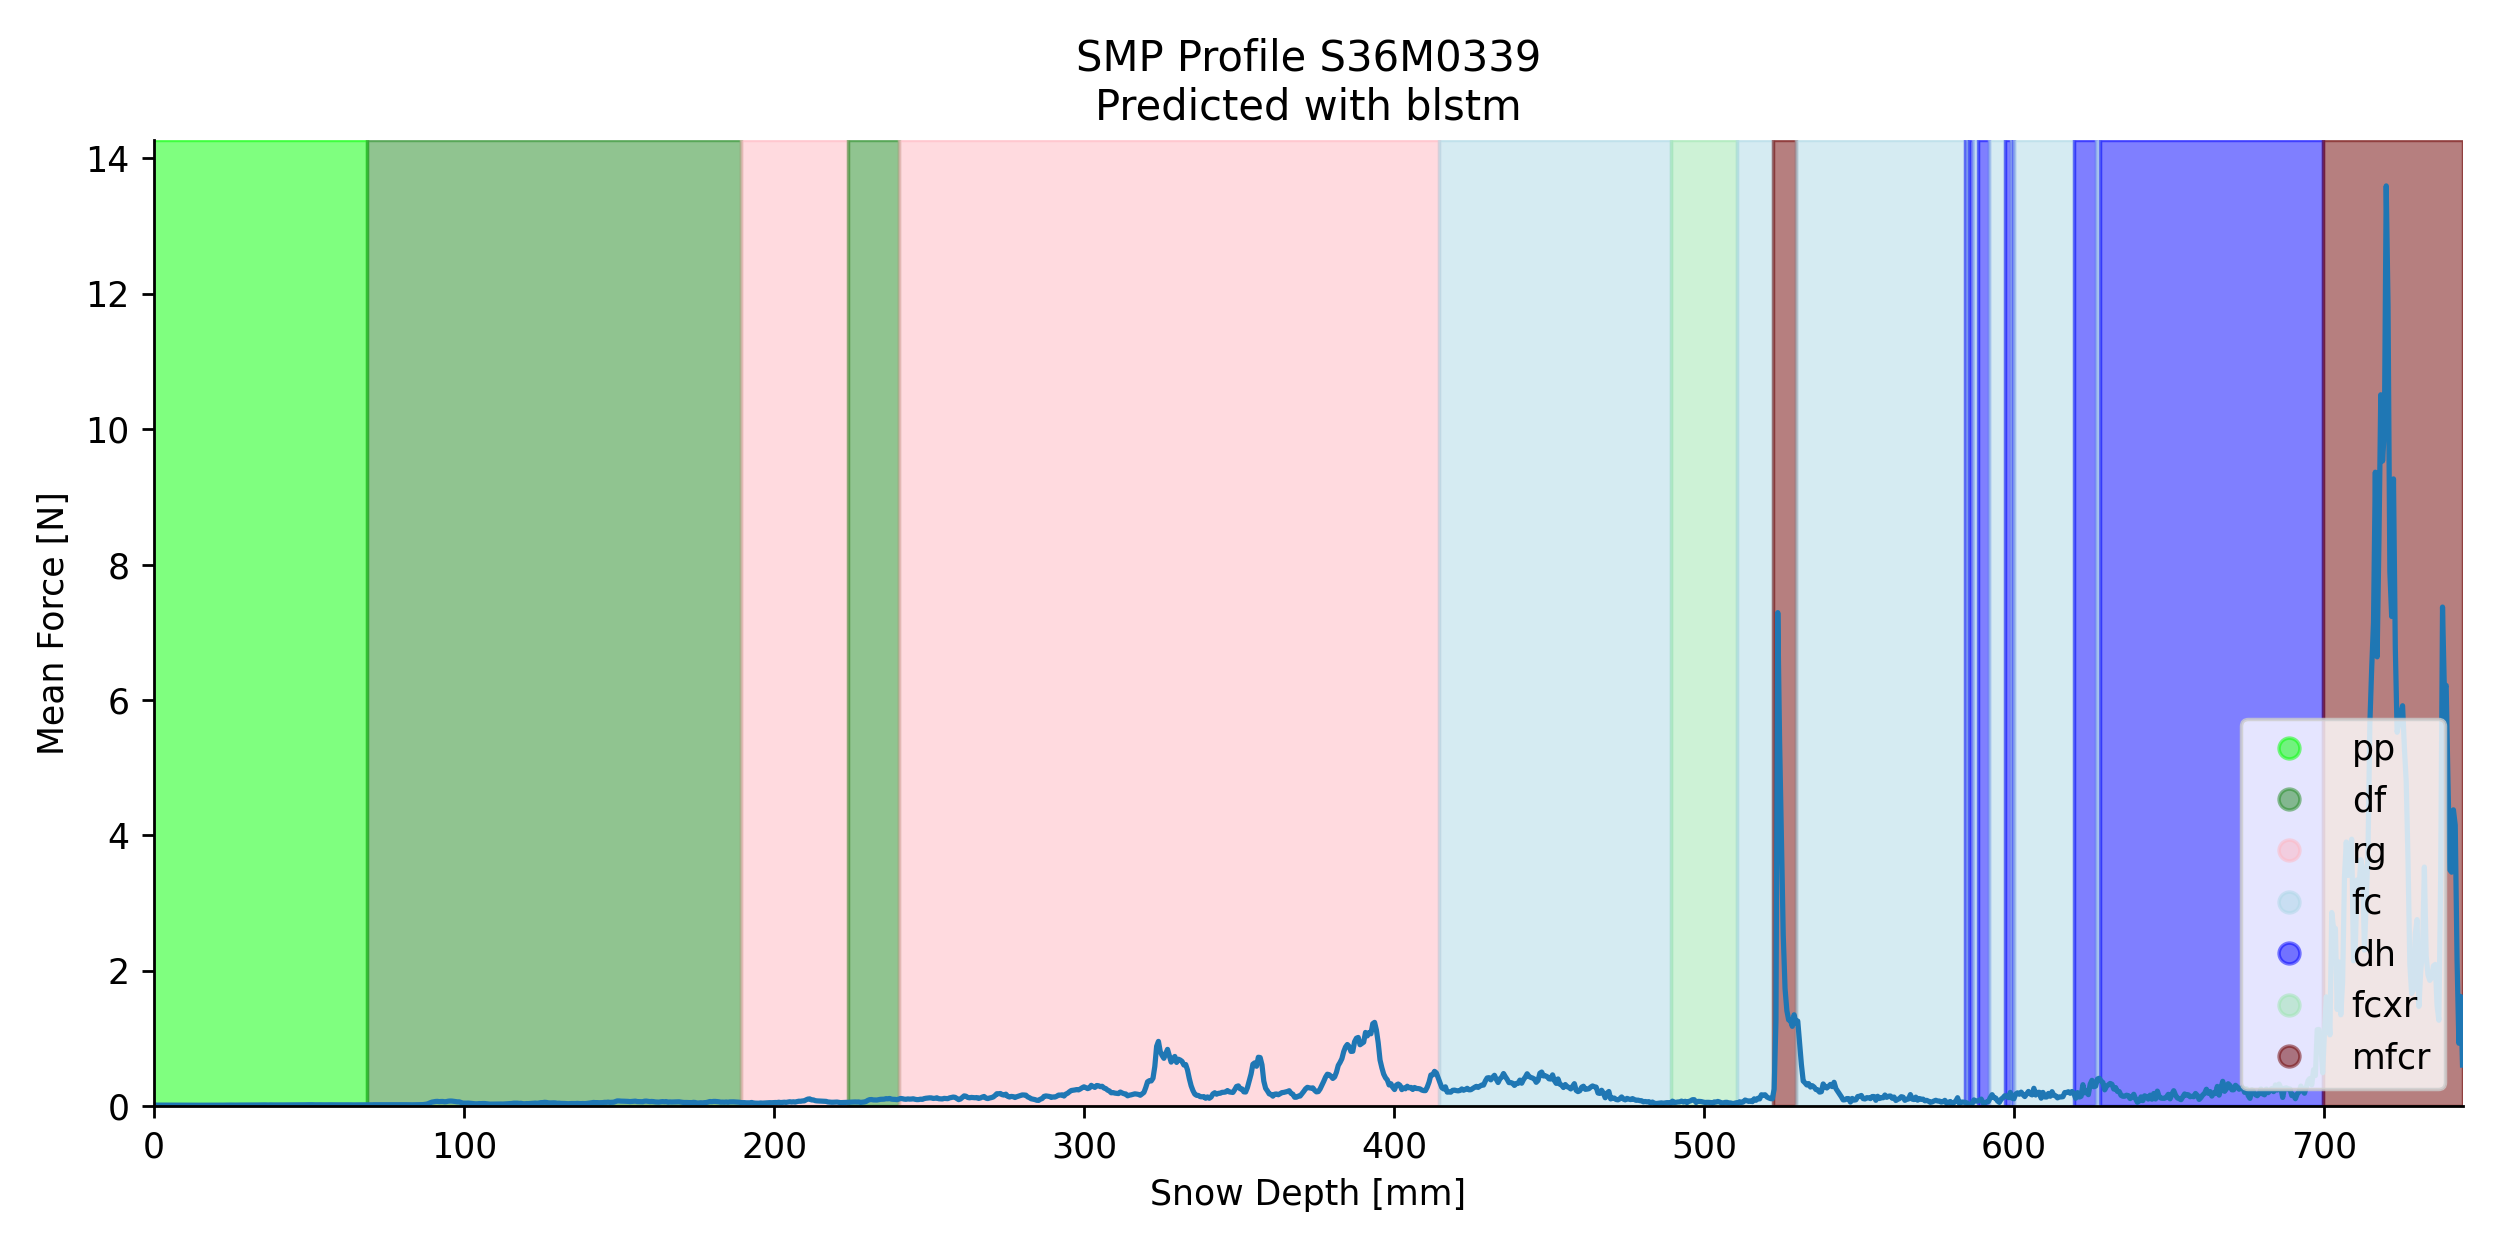 SMP Profile S36M0339
Predicted with blstm
14
12
10
8
6
4
2
0
Mean Force [N]
0 100 200 300 400 500 600 700
Snow Depth [mm]
pp
df
rg
fc
dh
fcxr
mfcr